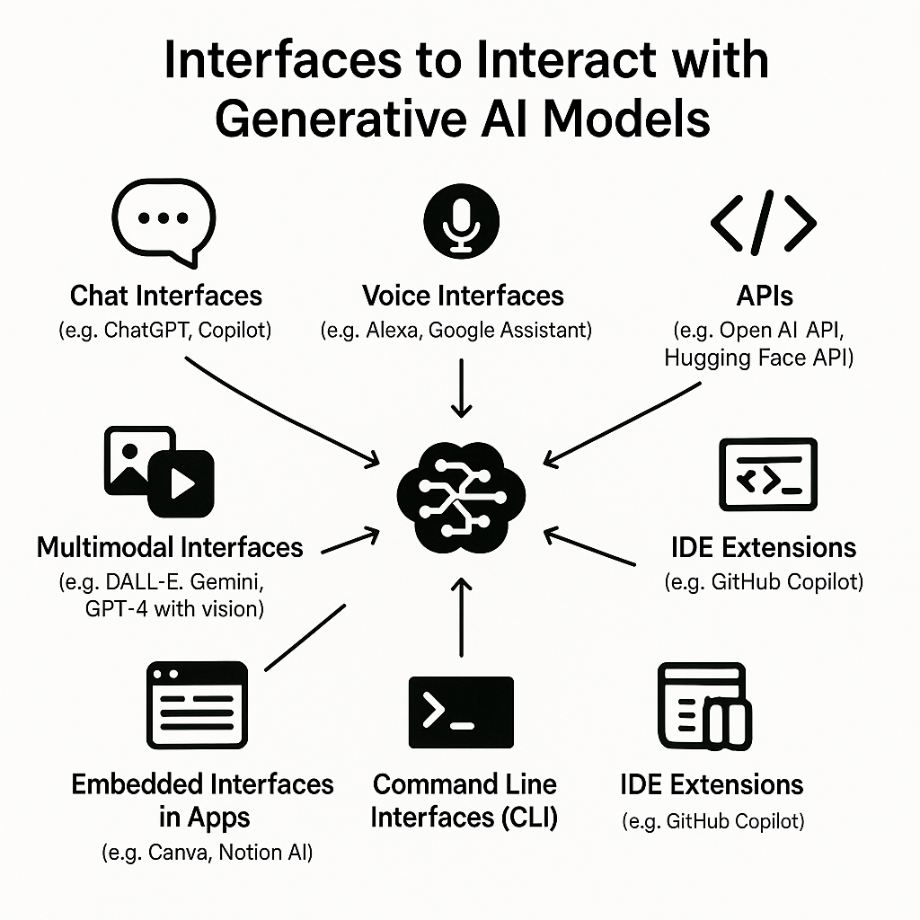 Interfaces to Interact with
Generative AI Models
Chat Interfaces
(e.g. ChatGPT, Copilot)
Voice Interfaces
(e.g. Alexa, Google Assistant)
APIs
(e.g. Open AI API,
Hugging Face API)
Multimodal Interfaces
(e.g. DALL-E. Gemini,
GPT-4 with vision)
IDE Extensions
(e.g. GitHub Copilot)
Embedded Interfaces
in Apps
(e.g. Canva, Notion AI)
Command Line
Interfaces (CLI)
IDE Extensions
(e.g. GitHub Copilot)